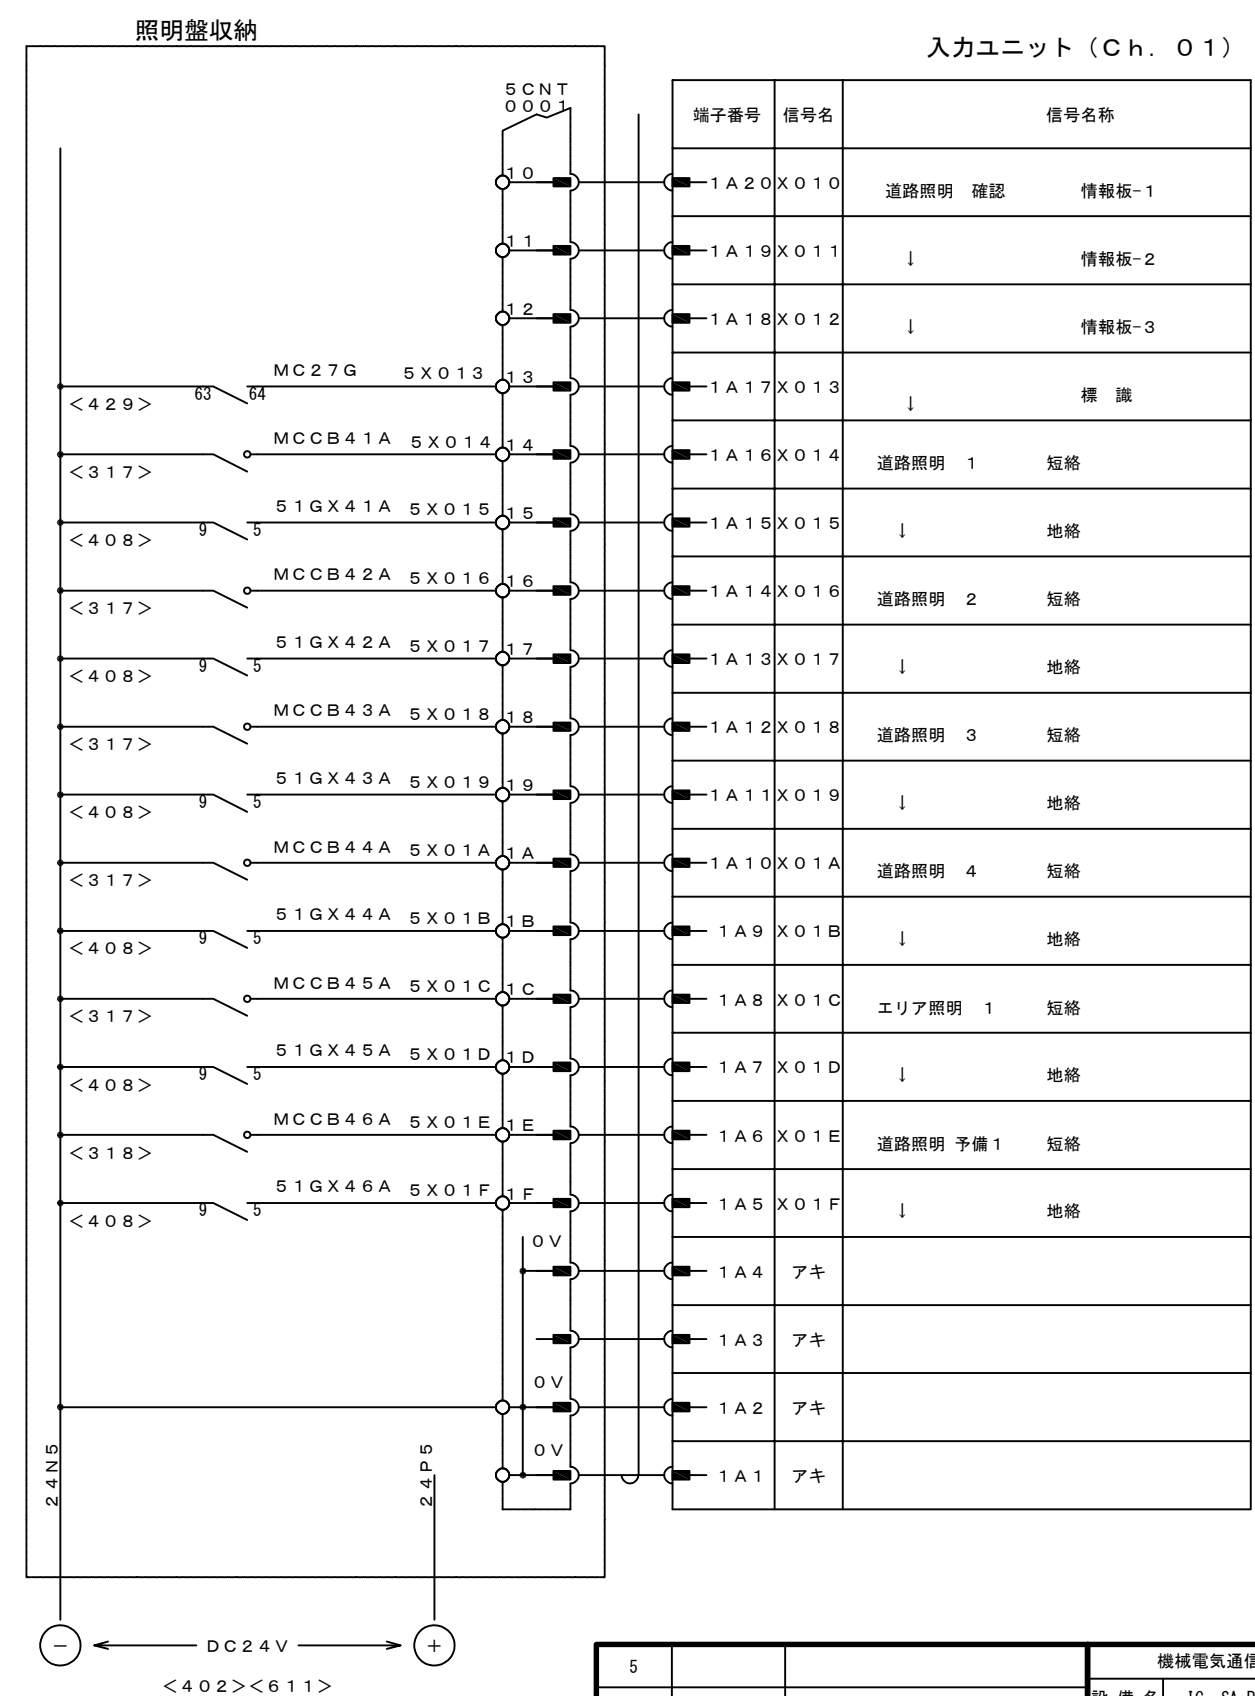 照明盤収納
入力ユニット（Ch. 01）
5CNT
0001
端子番号 信号名 信号名称
10 1A20 X010 道路照明 確認 情報板-1
11 1A19 X011 ↓ 情報板-2
12 1A18 X012 ↓ 情報板-3
<429> 63 64 MC27G 5X013 13 1A17 X013 ↓ 標 識
<317> MCCB41A 5X014 14 1A16 X014 道路照明 1 短絡
<408> 9 5 51GX41A 5X015 15 1A15 X015 ↓ 地絡
<317> MCCB42A 5X016 16 1A14 X016 道路照明 2 短絡
<408> 9 5 51GX42A 5X017 17 1A13 X017 ↓ 地絡
<317> MCCB43A 5X018 18 1A12 X018 道路照明 3 短絡
<408> 9 5 51GX43A 5X019 19 1A11 X019 ↓ 地絡
<317> MCCB44A 5X01A 1A 1A10 X01A 道路照明 4 短絡
<408> 9 5 51GX44A 5X01B 1B 1A9 X01B ↓ 地絡
<317> MCCB45A 5X01C 1C 1A8 X01C エリア照明 1 短絡
<408> 9 5 51GX45A 5X01D 1D 1A7 X01D ↓ 地絡
<318> MCCB46A 5X01E 1E 1A6 X01E 道路照明 予備1 短絡
<408> 9 5 51GX46A 5X01F 1F 1A5 X01F ↓ 地絡
0V 1A4 アキ
1A3 アキ
0V 1A2 アキ
0V 1A1 アキ
24N5 24P5
− DC24V +
<402><611>
5 機械電気通信